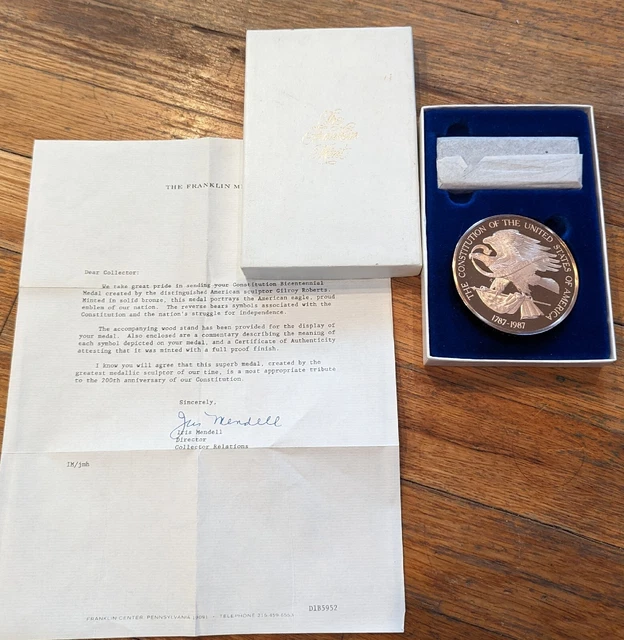 THE FRANKLIN M
Dear Collector:
We take great pride in sending your Constitution Bicentennial
Medal created by the distinguished American sculptor Gilroy Roberts.
Minted in solid bronze, this medal portrays the American eagle, proud
emblem of our nation. The reverse bears symbols associated with the
Constitution and the nation's struggle for independence.
The accompanying wood stand has been provided for the display of
your medal. Also enclosed are a commentary describing the meaning of
each symbol depicted on your medal, and a Certificate of Authenticity
attesting that it was minted with a full proof finish.
I know you will agree that this superb medal, created by the
greatest medallic sculptor of our time, is a most appropriate tribute
to the 200th anniversary of our Constitution.
Sincerely,
Iris Mendell
Iris Mendell
Director
Collector Relations
IM/jmh
D1B5952
FRANKLIN CENTER, PENNSYLVANIA TELEPHONE
THE CONSTITUTION OF THE UNITED STATES OF AMERICA
1787-1987